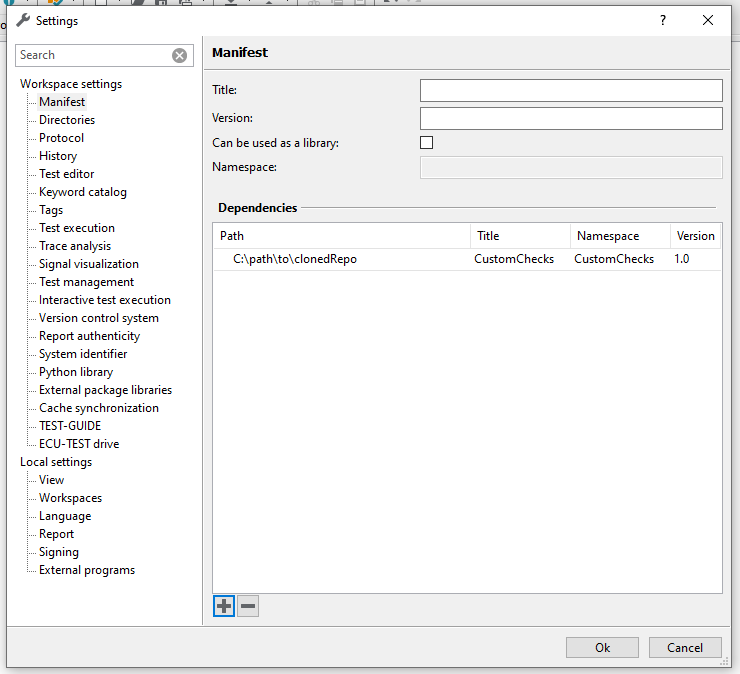 Settings
?
Search
Workspace settings
Manifest
Directories
Protocol
History
Test editor
Keyword catalog
Tags
Test execution
Trace analysis
Signal visualization
Test management
Interactive test execution
Version control system
Report authenticity
System identifier
Python library
External package libraries
Cache synchronization
TEST-GUIDE
ECU-TEST drive
Local settings
View
Workspaces
Language
Report
Signing
External programs
Manifest
Title:
Version:
Can be used as a library:
Namespace:
Dependencies
Path Title Namespace Version
C:\path\to\clonedRepo CustomChecks CustomChecks 1.0
Ok Cancel